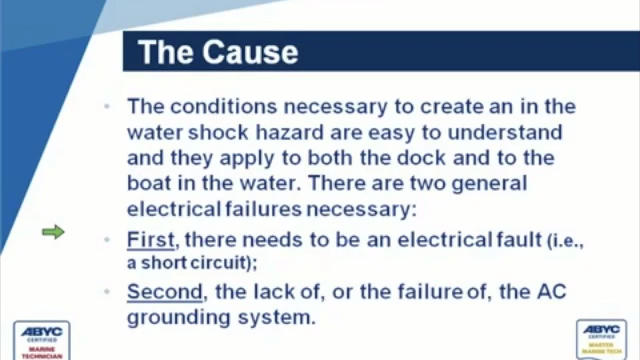 The Cause
The conditions necessary to create an in the
water shock hazard are easy to understand
and they apply to both the dock and to the
boat in the water. There are two general
electrical failures necessary:
First, there needs to be an electrical fault (i.e.,
a short circuit);
Second, the lack of, or the failure of, the AC
grounding system.
ABYC
CERTIFIED
MARINE
TECHNICIAN
ABYC
CERTIFIED
MASTER
MARINE TECH